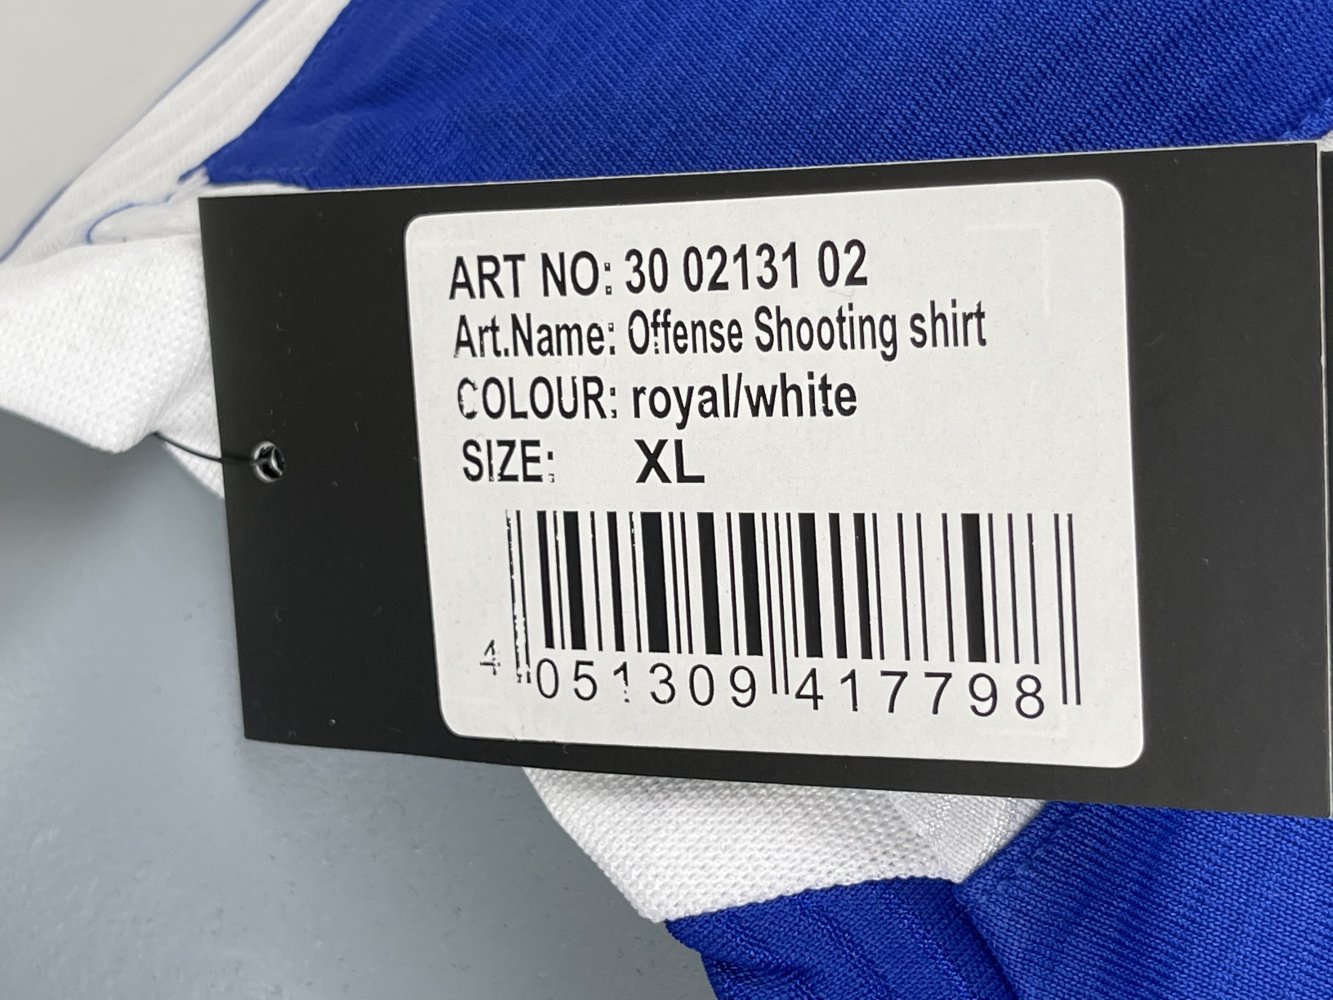 ART NO: 30 02131 02
Art.Name: Offense Shooting shirt
COLOUR: royal/white
SIZE: XL
4 051309 417798